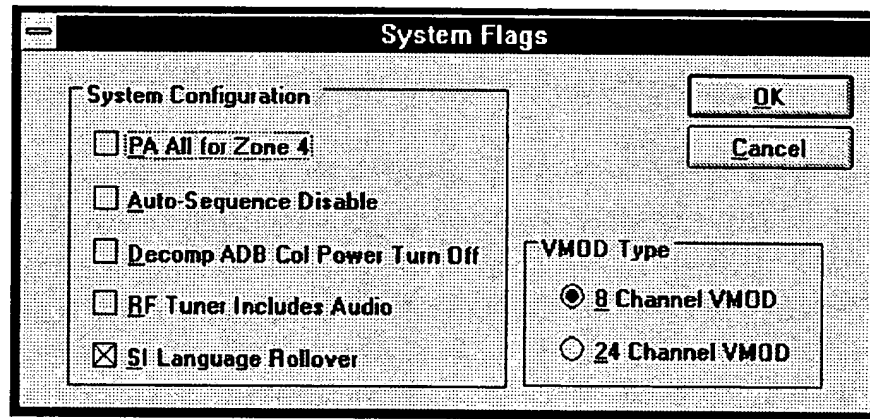 System Flags
System Configuration
PA All for Zone 4
Auto-Sequence Disable
Decomp ADB Col Power Turn Off
RF Tuner Includes Audio
SI Language Rollover
OK
Cancel
VMOD Type
8 Channel VMOD
24 Channel VMOD